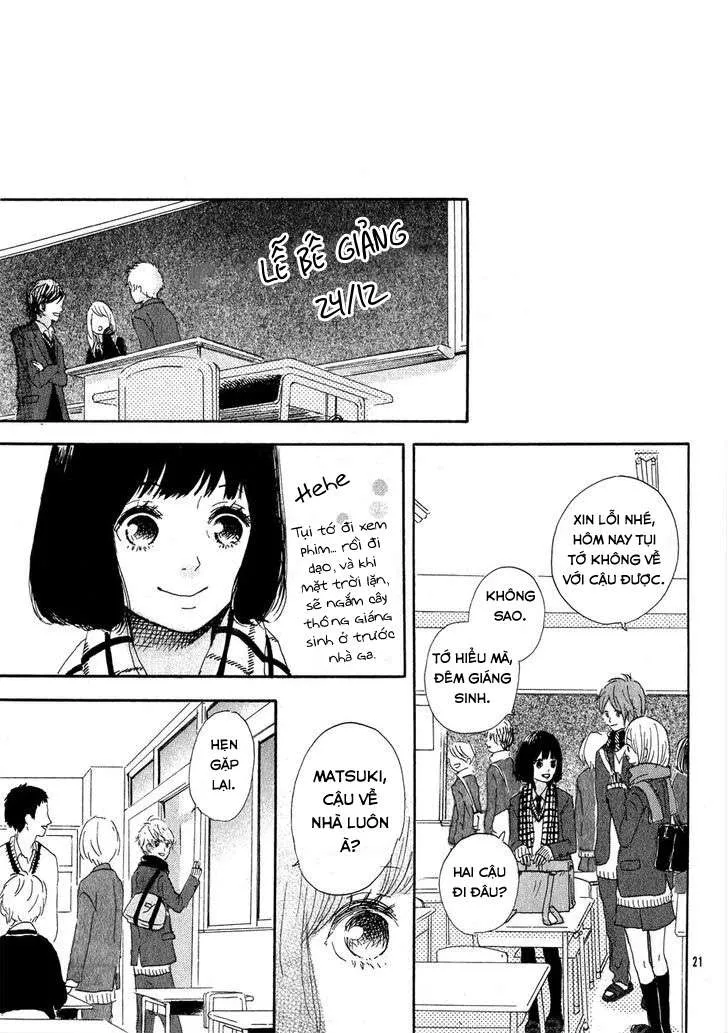 LỄ BẾ GIẢNG
24/12
XIN LỖI NHÉ,
HÔM NAY TỤI
TỚ KHÔNG VỀ
VỚI CẬU ĐƯỢC.
KHÔNG
SAO.
TỚ HIỂU MÀ,
ĐÊM GIÁNG
SINH.
HAI CẬU
ĐI ĐÂU?
Hehe
Tụi tớ đi xem
phim... rồi đi
dạo, và khi
mặt trời lặn,
sẽ ngắm cây
thông Giáng
sinh ở trước
nhà ga.
MATSUKI,
CẬU VỀ
NHÀ LUÔN
À?
HẸN
GẶP
LẠI.
21